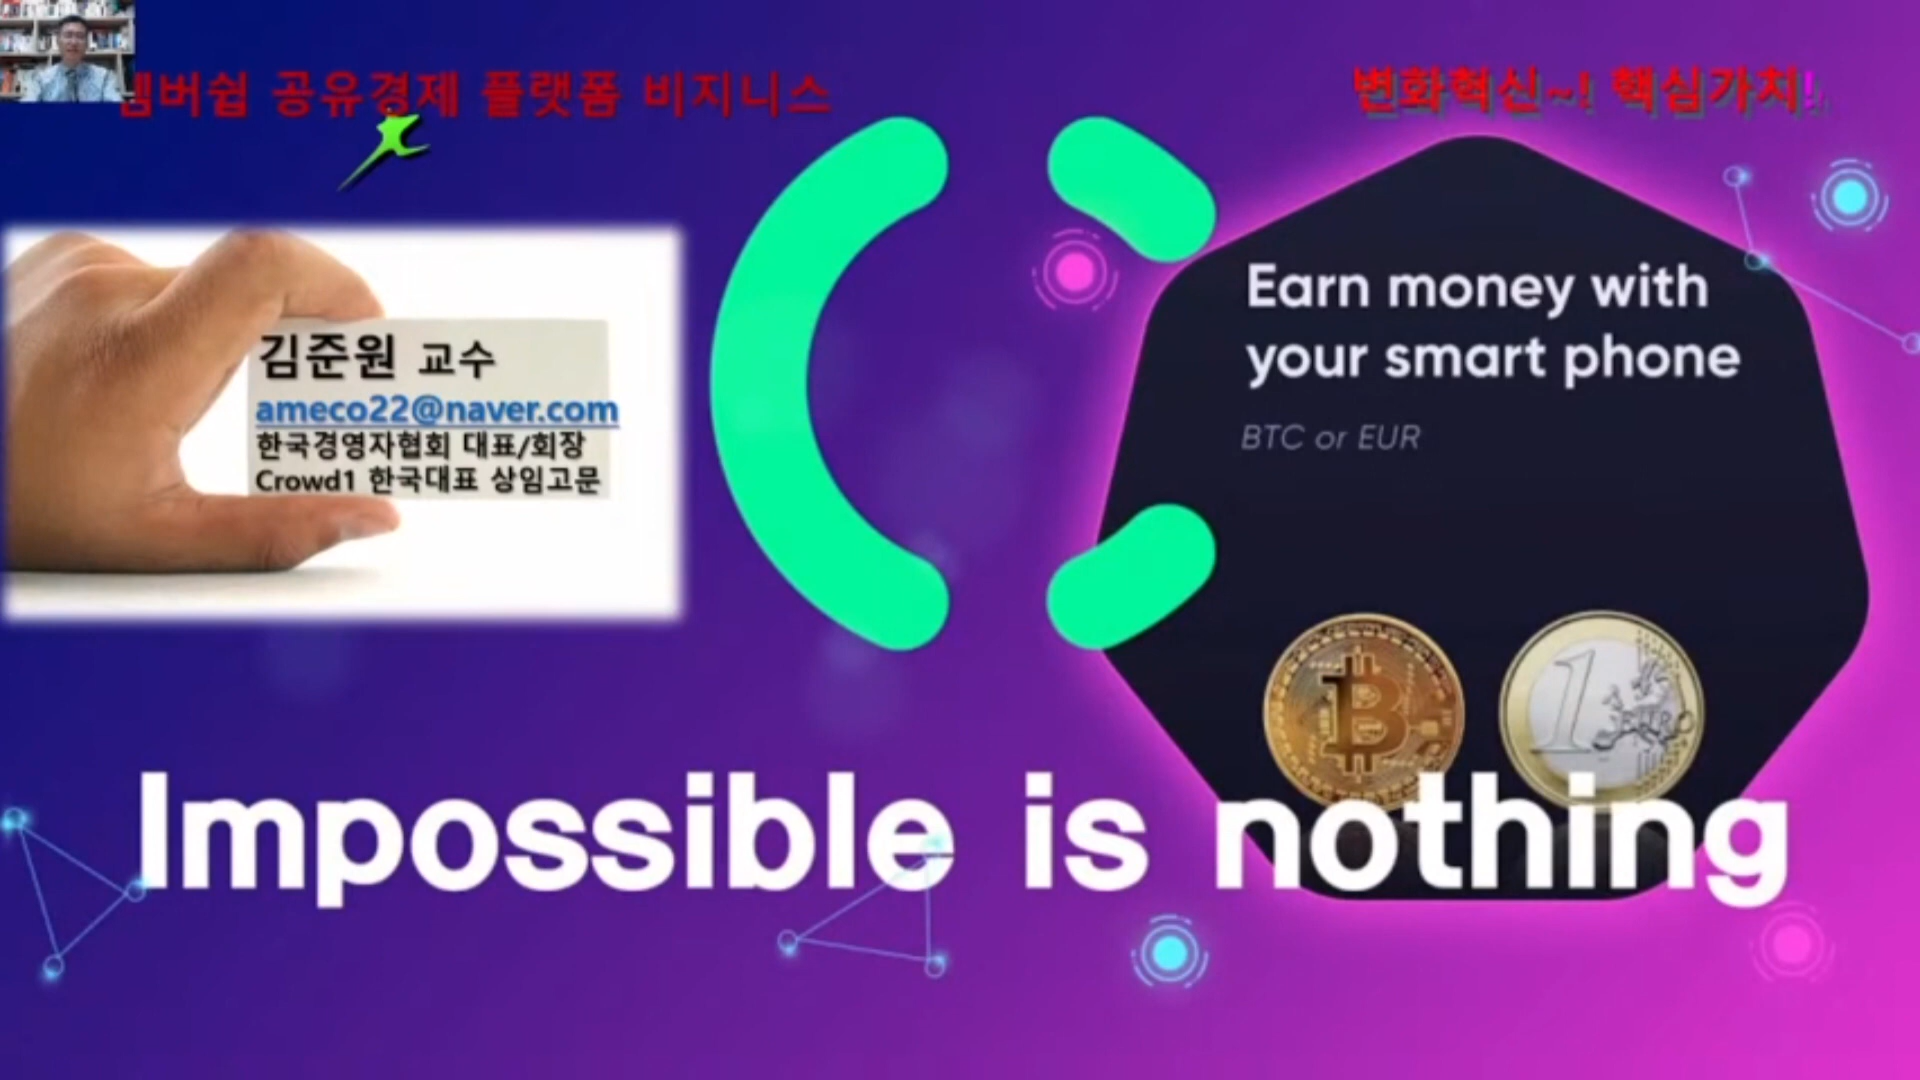 멤버쉽 공유경제 플랫폼 비지니스
변화혁신~! 핵심가치!
김준원 교수
ameco22@naver.com
한국경영자협회 대표/회장
Crowd1 한국대표 상임고문
Earn money with
your smart phone
BTC or EUR
1 EURO
Impossible is nothing